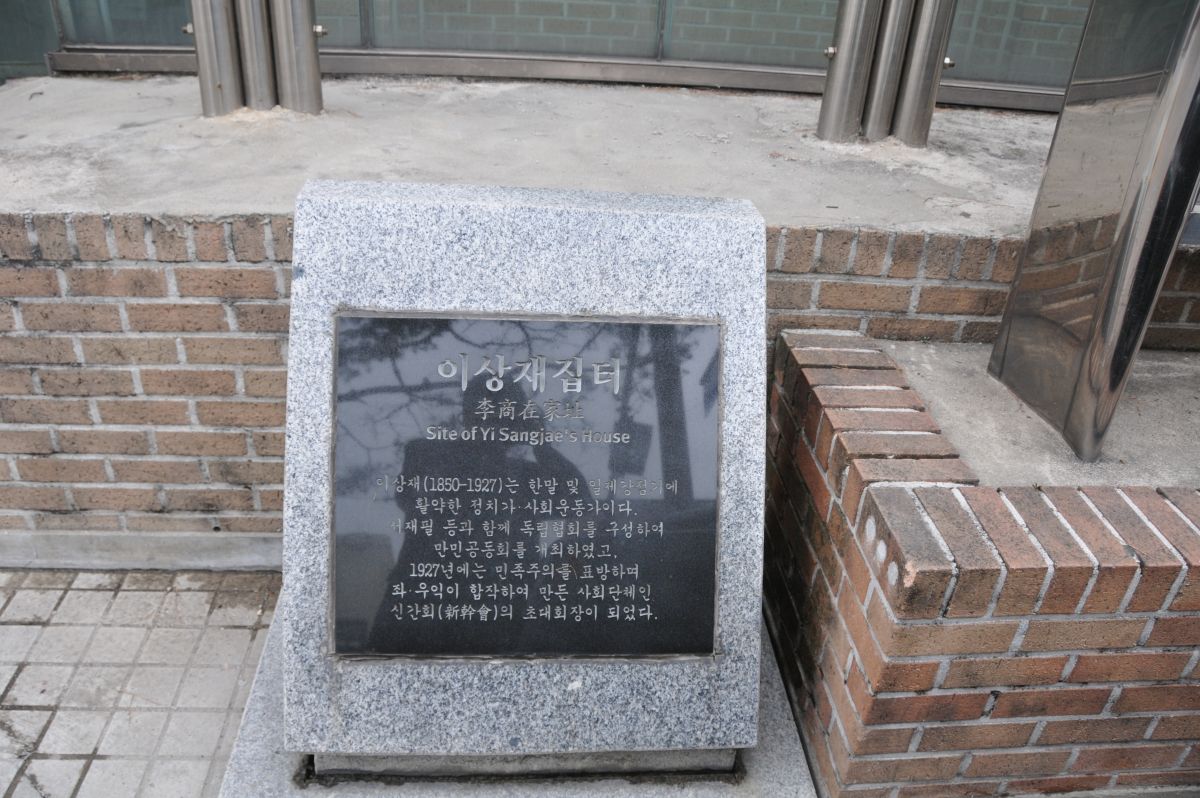 이상재집터
李商在家址
Site of Yi Sangjae's House
이상재(1850-1927)는 한말 및 일제강점기에
활약한 정치가·사회운동가이다.
서재필 등과 함께 독립협회를 구성하여
만민공동회를 개최하였고,
1927년에는 민족주의를 표방하며
좌·우익이 합작하여 만든 사회단체인
신간회(新幹會)의 초대회장이 되었다.